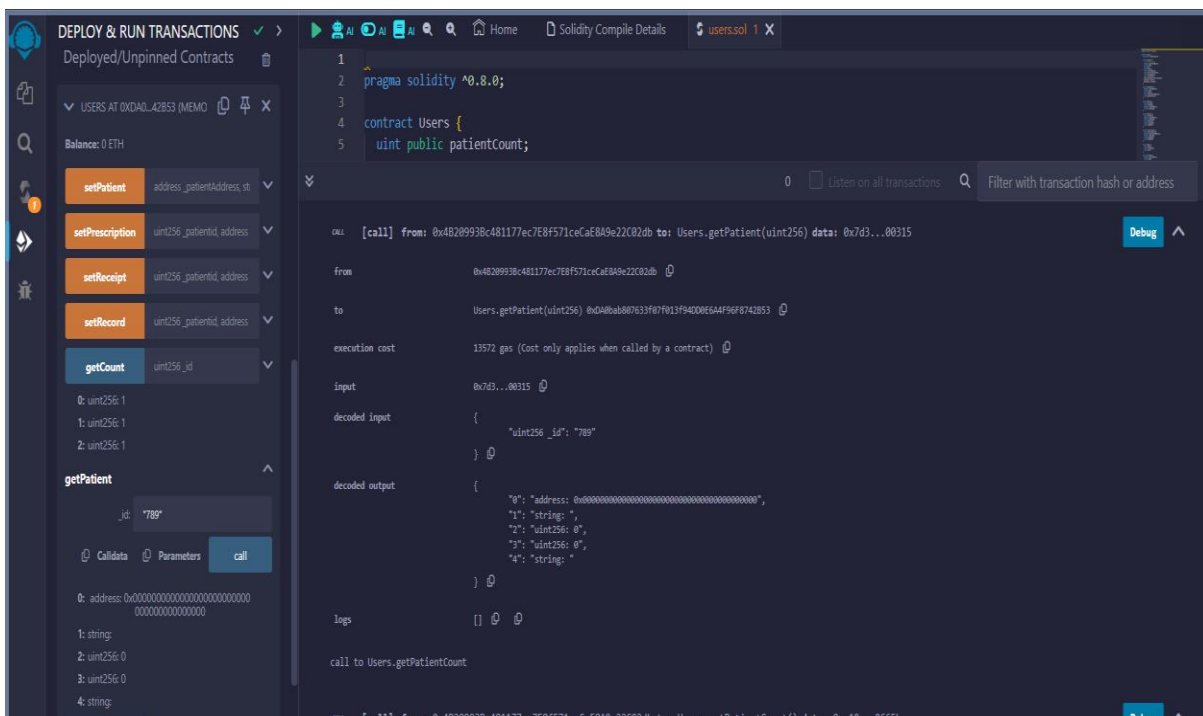 DEPLOY & RUN TRANSACTIONS
Deployed/Unpinned Contracts
USERS AT 0XDA0...42853 (MEMO
Balance: 0 ETH
setPatient address _patientAddress, st
setPrescription uint256 _patientid, address
setReceipt uint256 _patientid, address
setRecord uint256 _patientid, address
getCount uint256 _id
0: uint256: 1
1: uint256: 1
2: uint256: 1
getPatient
_id: "789"
Calldata Parameters call
0: address: 0x0000000000000000000000000000000000000000
1: string:
2: uint256: 0
3: uint256: 0
4: string:
1
AI AI AI Home Solidity Compile Details users.sol 1 X
1
2 pragma solidity ^0.8.0;
3
4 contract Users {
5 uint public patientCount;
0 Listen on all transactions Filter with transaction hash or address
CALL [call] from: 0x4B20993Bc481177ec7E8f571ceCaE8A9e22C02db to: Users.getPatient(uint256) data: 0x7d3...00315 Debug
from 0x4B20993Bc481177ec7E8f571ceCaE8A9e22C02db
to Users.getPatient(uint256) 0xDA0bab807633f07f013f94DD0E6A4F96F8742B53
execution cost 13572 gas (Cost only applies when called by a contract)
input 0x7d3...00315
decoded input {
"uint256 _id": "789"
}
decoded output {
"0": "address: 0x0000000000000000000000000000000000000000",
"1": "string: ",
"2": "uint256: 0",
"3": "uint256: 0",
"4": "string: "
}
logs []
call to Users.getPatientCount